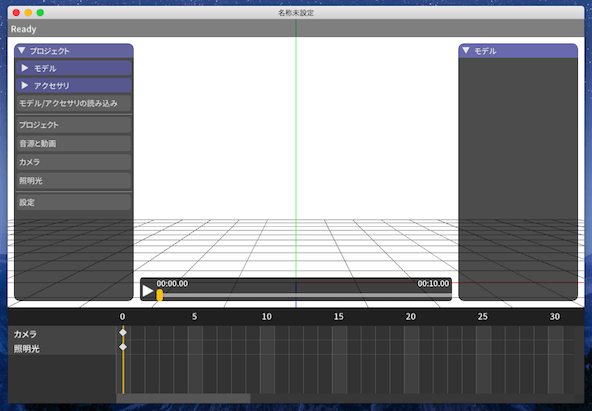 名称未設定
Ready
プロジェクト
モデル
アクセサリ
モデル/アクセサリの読み込み
プロジェクト
音源と動画
カメラ
照明光
設定
モデル
00:00.00
00:10.00
0 5 10 15 20 25 30
カメラ
照明光